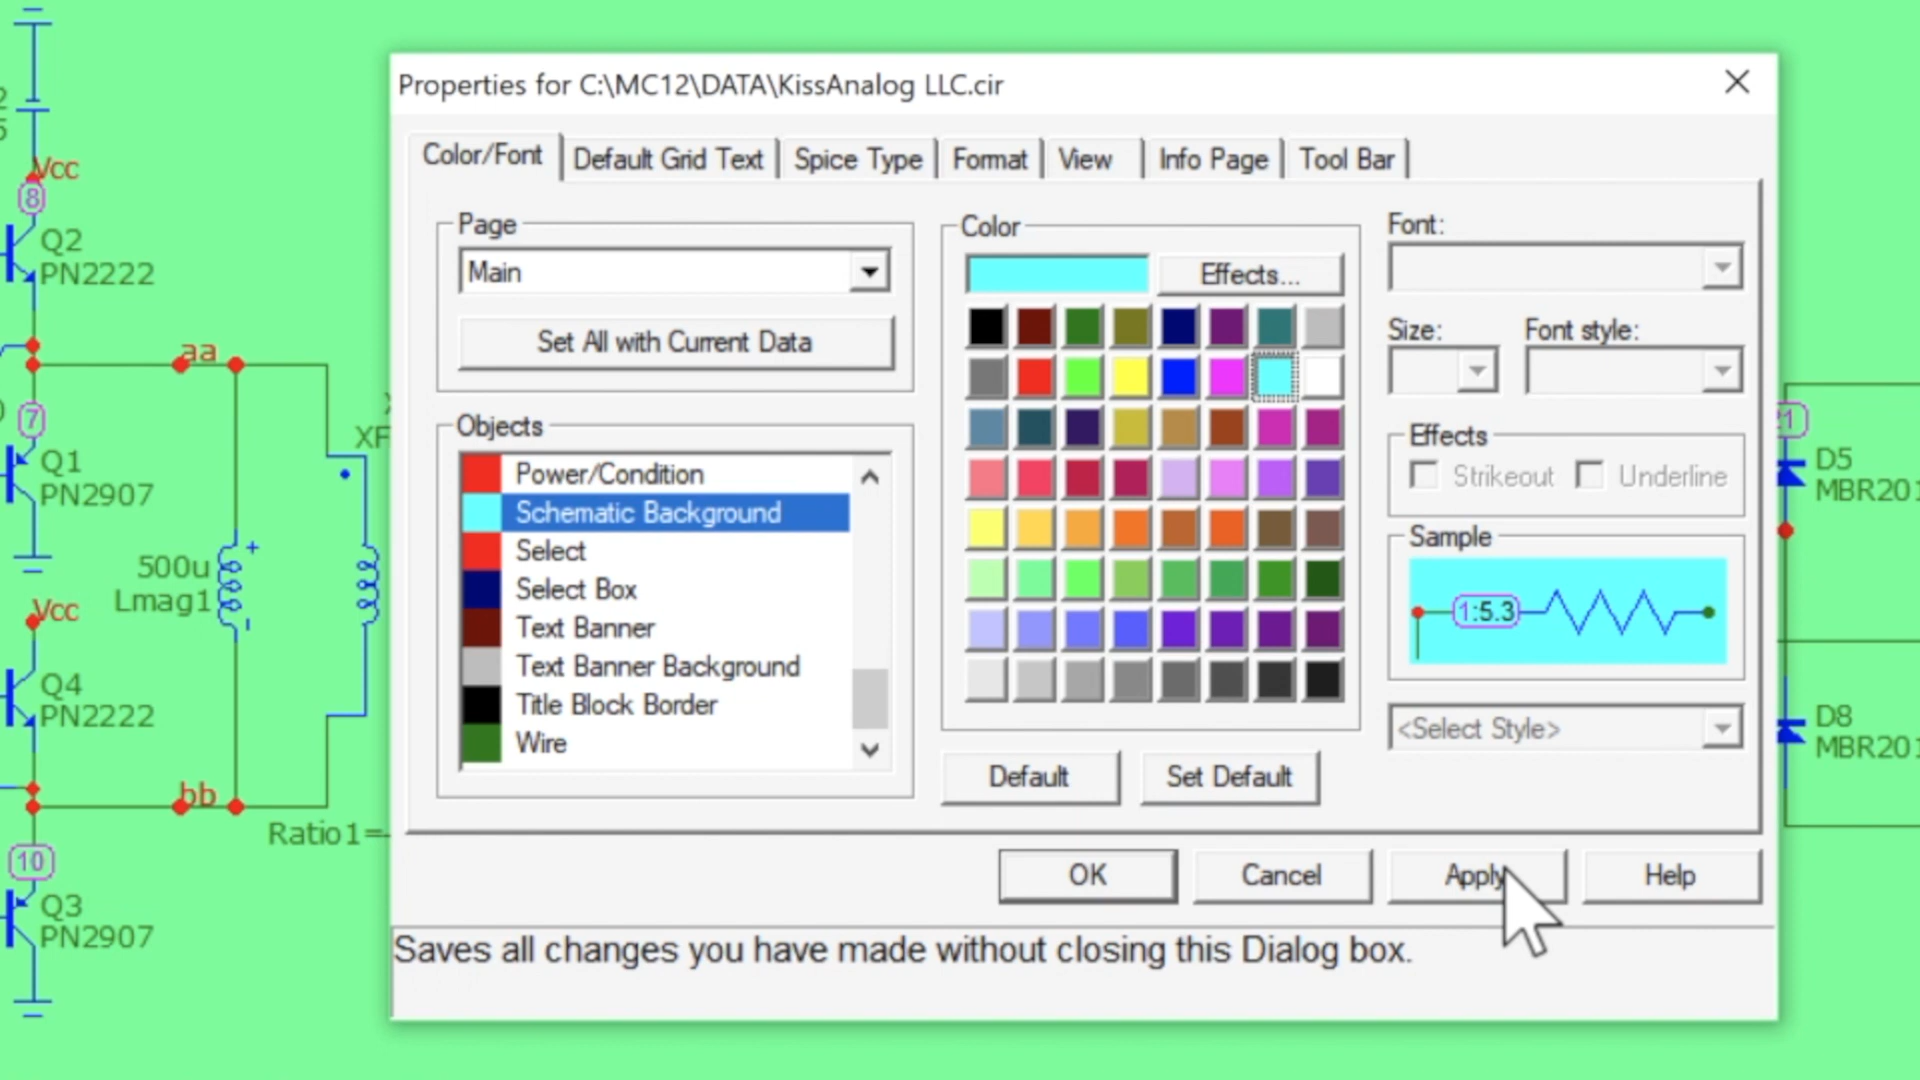 Properties for C:\MC12\DATA\KissAnalog LLC.cir
Color/Font
Default Grid Text
Spice Type
Format
View
Info Page
Tool Bar
Page
Main
Set All with Current Data
Objects
Power/Condition
Schematic Background
Select
Select Box
Text Banner
Text Banner Background
Title Block Border
Wire
Color
Effects...
Default
Set Default
Font:
Size:
Font style:
Effects
Strikeout
Underline
Sample
1:5.3
<Select Style>
OK
Cancel
Apply
Help
Saves all changes you have made without closing this Dialog box.
Vcc
8
Q2
PN2222
aa
7
Q1
PN2907
XF
500u
Lmag1
+
-
Vcc
Q4
PN2222
bb
Ratio1=
10
Q3
PN2907
D5
MBR201
D8
MBR201